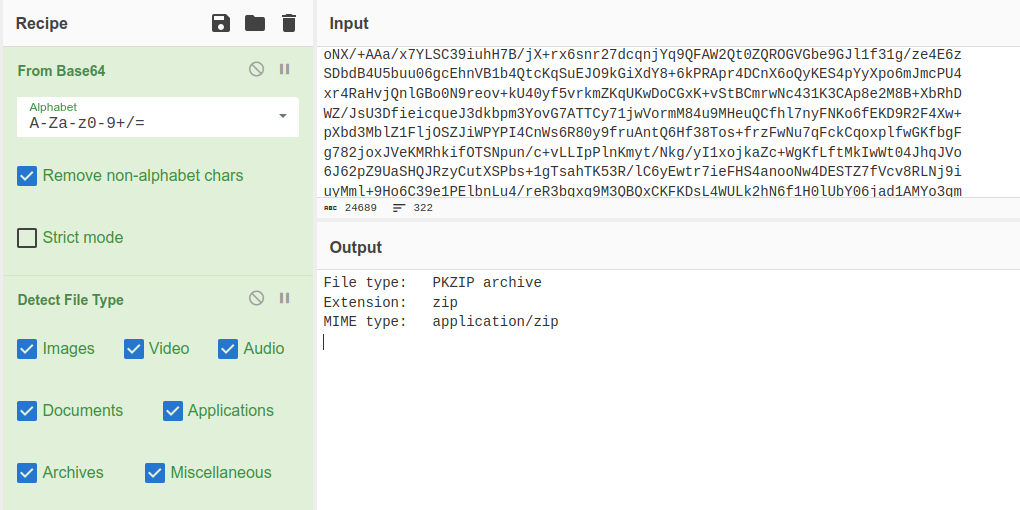 Recipe
From Base64
Alphabet
A-Za-z0-9+/=
Remove non-alphabet chars
Strict mode
Detect File Type
Images
Video
Audio
Documents
Applications
Archives
Miscellaneous
Input
oNX/+AAa/x7YLSC39iuhH7B/jX+rx6snr27dcqnjYq9QFAW2Qt0ZQROGVGbe9GJl1f31g/ze4E6z
SDbdB4U5buu06gcEhnVB1b4QtcKqSuEJO9kGiXdY8+6kPRApr4DCnX6oQyKES4pYyXpo6mJmcPU4
xr4RaHvjQnlGBo0N9reov+kU40yf5vrkmZKqUKwDoCGxK+vStBCmrwNc431K3CAp8e2M8B+XbRhD
WZ/JsU3DfieicqueJ3dkbpm3YovG7ATTCy71jwVormM84u9MHeuQCfhl7nyFNKo6fEKD9R2F4Xw+
pXbd3MblZ1FljOSZJiWPYPI4CnWs6R80y9fruAntQ6Hf38Tos+frzFwNu7qFckCqoxplfwGKfbgF
g782joxJVeKMRhkifOTSNpun/c+vLLIpPlnKmyt/Nkg/yI1xojkaZc+WgKfLftMkIwWt04JhqJVo
6J62pZ9UaSHQJRzyCutXSPbs+1gTsahTK53R/lC6yEwtr7ieFHS4anooNw4DESTZ7fVcv8RLNj9i
uyMml+9Ho6C39e1PElbnLu4/reR3bqxq9M3OBQxCKFKDsL4WULk2hN6f1H0lUbY06jad1AMYo3qm
ABC 24689 322
Output
File type: PKZIP archive
Extension: zip
MIME type: application/zip